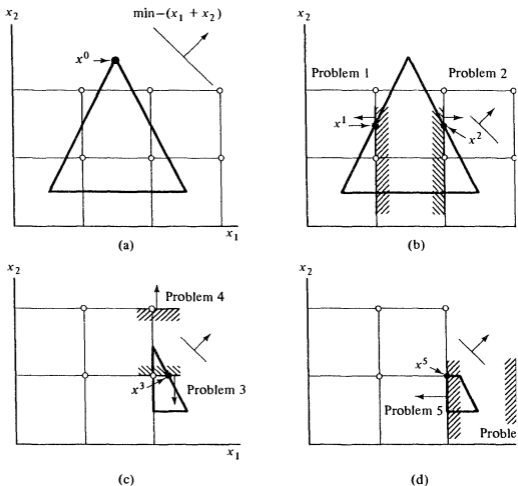 x₂
min−(x₁ + x₂)
x⁰
x₁
(a)
x₂
Problem 1
Problem 2
x¹
x²
x₁
(b)
x₂
Problem 4
x³
Problem 3
x₁
(c)
x₂
x⁵
Problem 5
Proble
(d)